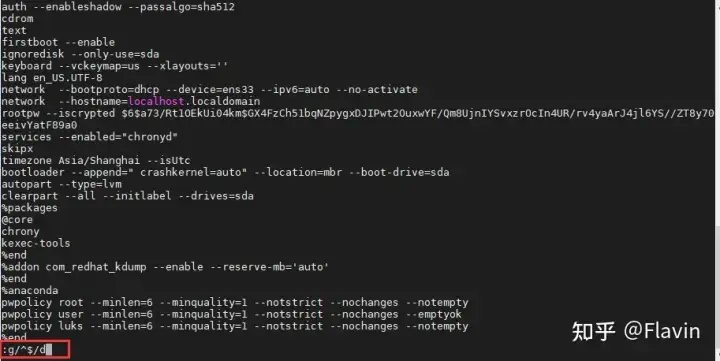 auth --enableshadow --passalgo=sha512
cdrom
text
firstboot --enable
ignoredisk --only-use=sda
keyboard --vckeymap=us --xlayouts=''
lang en_US.UTF-8
network  --bootproto=dhcp --device=ens33 --ipv6=auto --no-activate
network  --hostname=localhost.localdomain
rootpw --iscrypted $6$a73/Rt1OEkUi04km$GX4FzCh51bqNZpygxDJIPwt2OuxwYF/Qm8UjnIYSvxzrOcIn4UR/rv4yaArJ4jl6YS//ZT8y70
eeivYatF89a0
services --enabled="chronyd"
skipx
timezone Asia/Shanghai --isUtc
bootloader --append=" crashkernel=auto" --location=mbr --boot-drive=sda
autopart --type=lvm
clearpart --all --initlabel --drives=sda
%packages
@core
chrony
kexec-tools
%end
%addon com_redhat_kdump --enable --reserve-mb='auto'
%end
%anaconda
pwpolicy root --minlen=6 --minquality=1 --notstrict --nochanges --notempty
pwpolicy user --minlen=6 --minquality=1 --notstrict --nochanges --emptyok
pwpolicy luks --minlen=6 --minquality=1 --notstrict --nochanges --notempty
%end
:g/^$/d
知乎 @Flavin